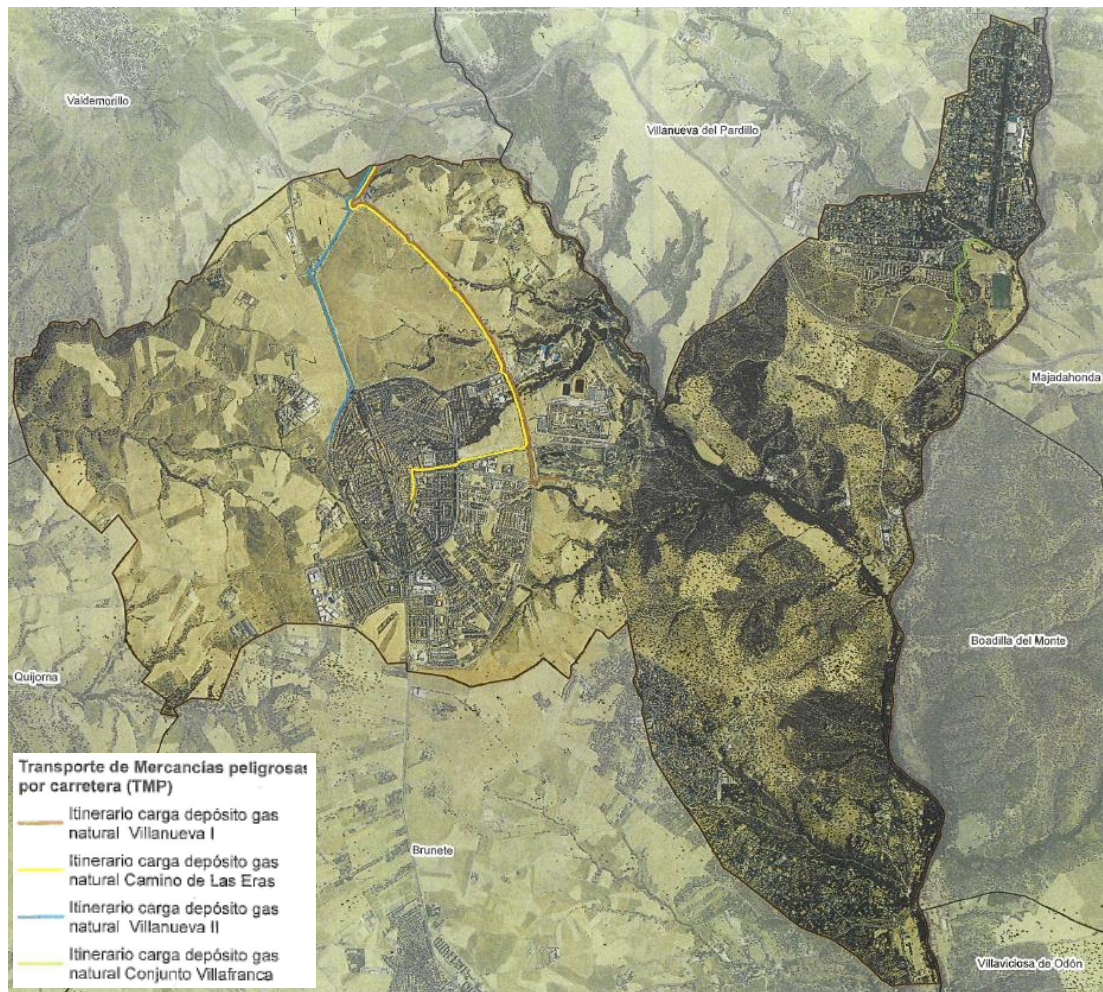 Valdemorillo
Villanueva del Pardillo
Majadahonda
Boadilla del Monte
Quijorna
Transporte de Mercancías peligrosas
por carretera (TMP)
Itinerario carga depósito gas
natural Villanueva I
Itinerario carga depósito gas
natural Camino de Las Eras
Itinerario carga depósito gas
natural Villanueva II
Itinerario carga depósito gas
natural Conjunto Villafranca
Brunete
Villaviciosa de Odón